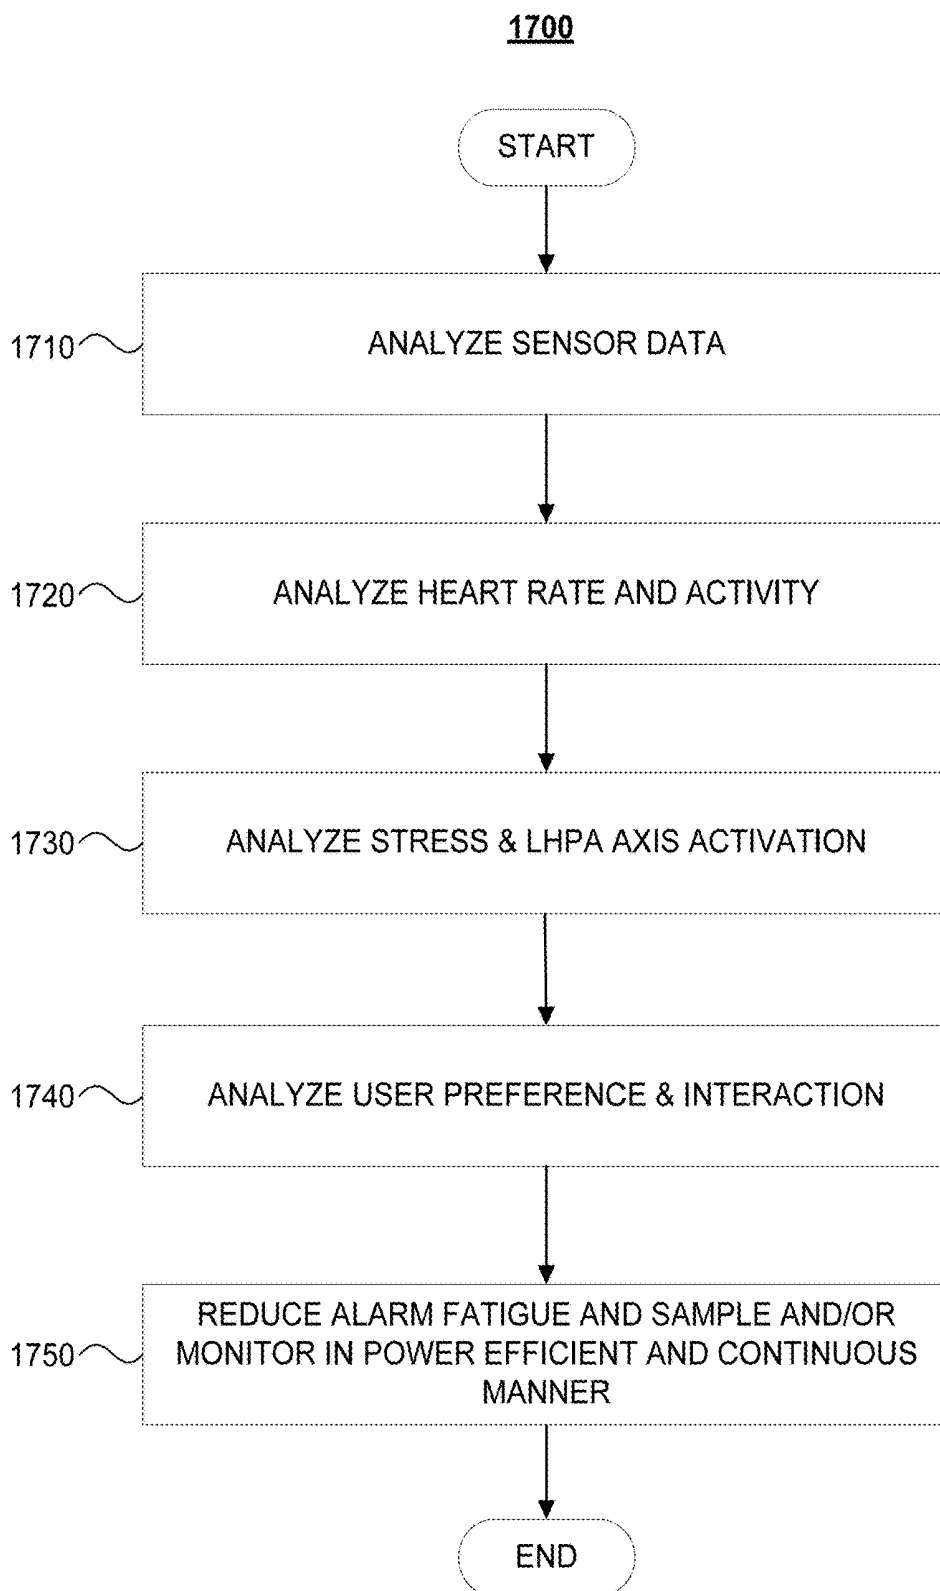 1700
START
1710
ANALYZE SENSOR DATA
1720
ANALYZE HEART RATE AND ACTIVITY
1730
ANALYZE STRESS & LHPA AXIS ACTIVATION
1740
ANALYZE USER PREFERENCE & INTERACTION
1750
REDUCE ALARM FATIGUE AND SAMPLE AND/OR
MONITOR IN POWER EFFICIENT AND CONTINUOUS
MANNER
END